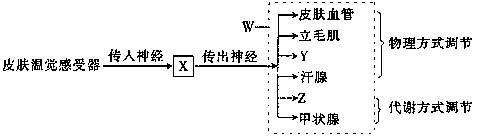 W
皮肤血管
立毛肌
Y
汗腺
Z
甲状腺
物理方式调节
代谢方式调节
皮肤温觉感受器
传入神经
X
传出神经